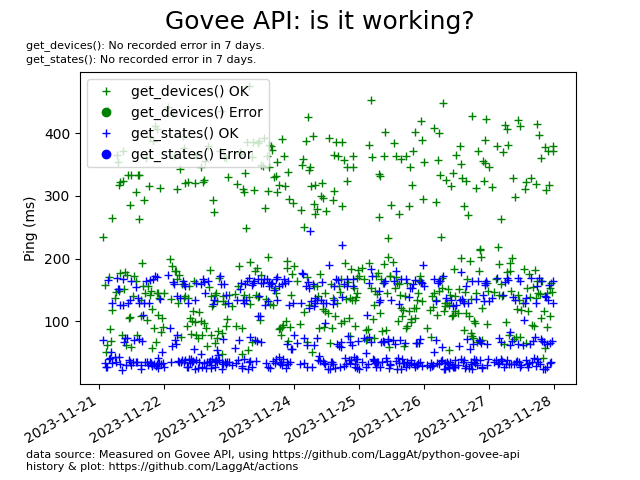 Govee API: is it working?
get_devices(): No recorded error in 7 days.
get_states(): No recorded error in 7 days.
get_devices() OK
get_devices() Error
get_states() OK
get_states() Error
Ping (ms)
400
300
200
100
2023-11-21
2023-11-22
2023-11-23
2023-11-24
2023-11-25
2023-11-26
2023-11-27
2023-11-28
data source: Measured on Govee API, using https://github.com/LaggAt/python-govee-api
history & plot: https://github.com/LaggAt/actions